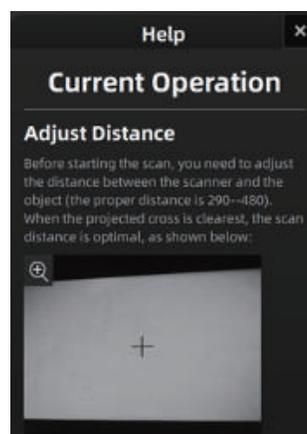 Help
×
Current Operation
Adjust Distance
Before starting the scan, you need to adjust
the distance between the scanner and the
object (the proper distance is 290--480).
When the projected cross is clearest, the scan
distance is optimal, as shown below: